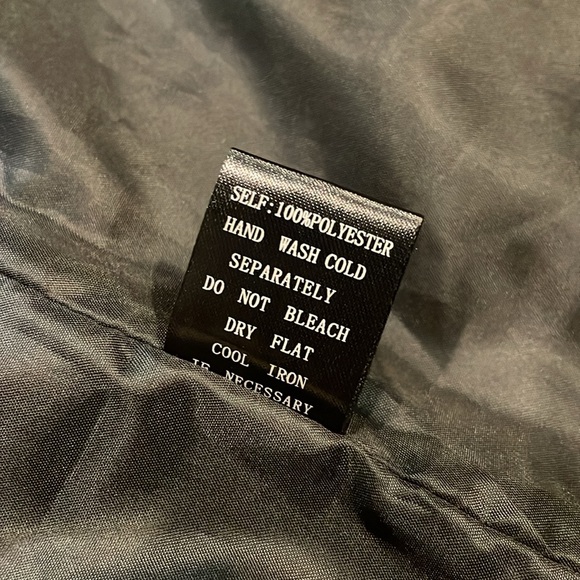 SELF:100%POLYESTER
HAND WASH COLD
SEPARATELY
DO NOT BLEACH
DRY FLAT
COOL IRON
IF NECESSARY